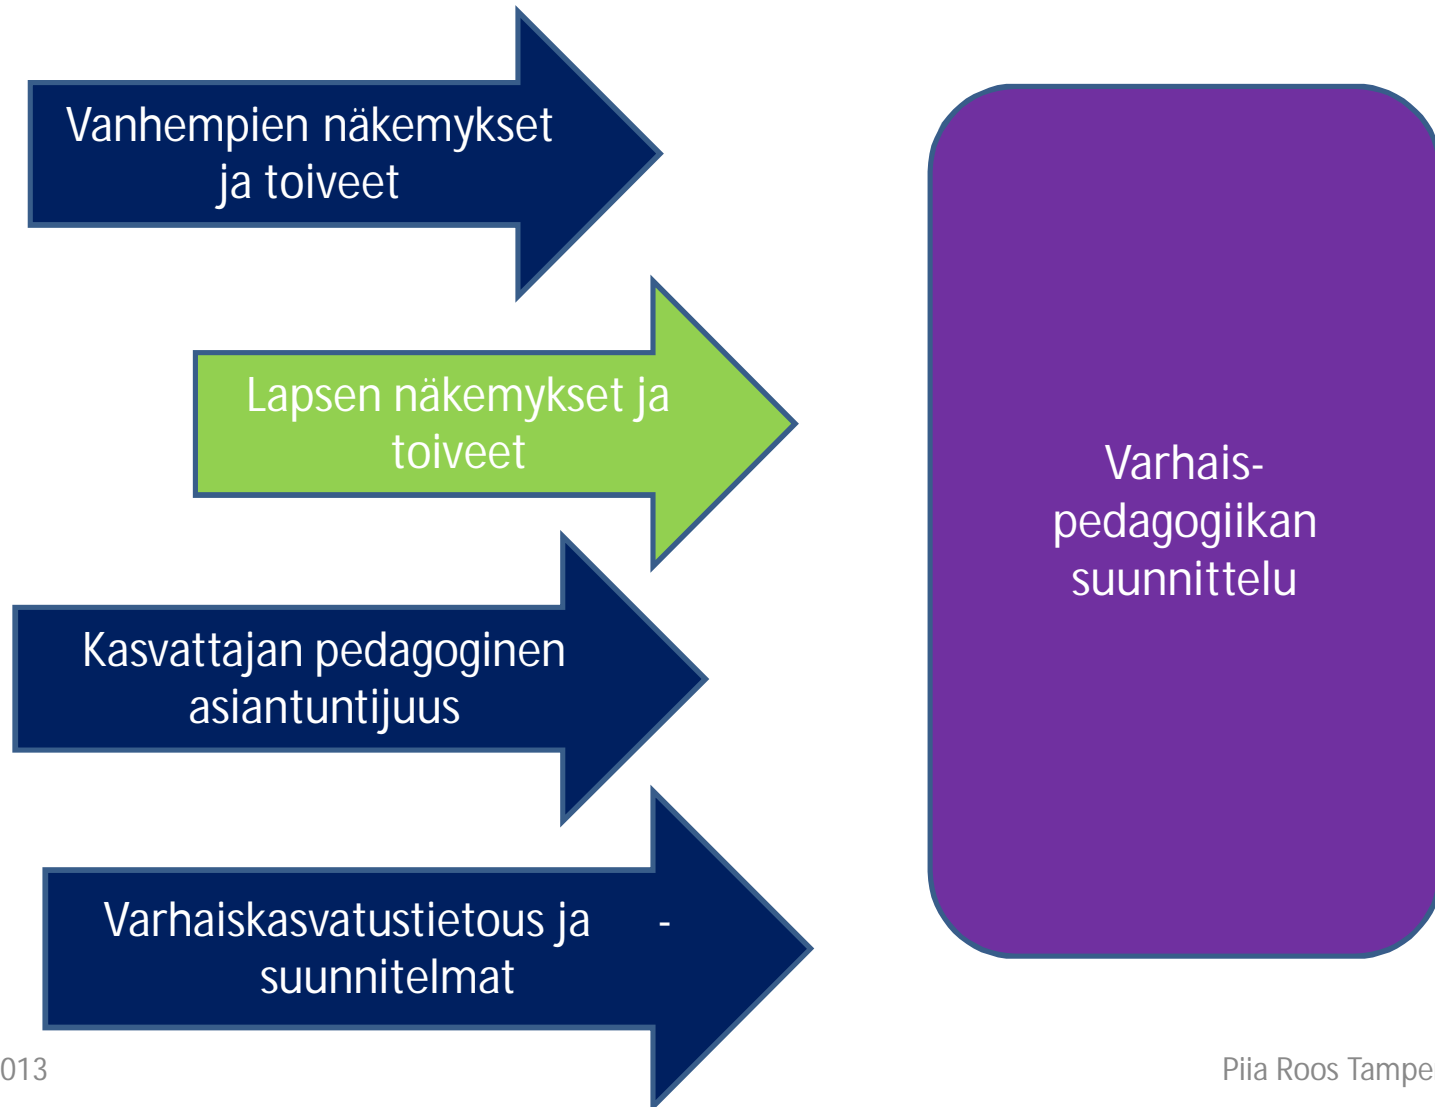 Vanhempien näkemykset
ja toiveet
Lapsen näkemykset ja
toiveet
Kasvattajan pedagoginen
asiantuntijuus
Varhaiskasvatustietous ja -
suunnitelmat
Varhais-
pedagogiikan
suunnittelu
013
Piia Roos Tampe